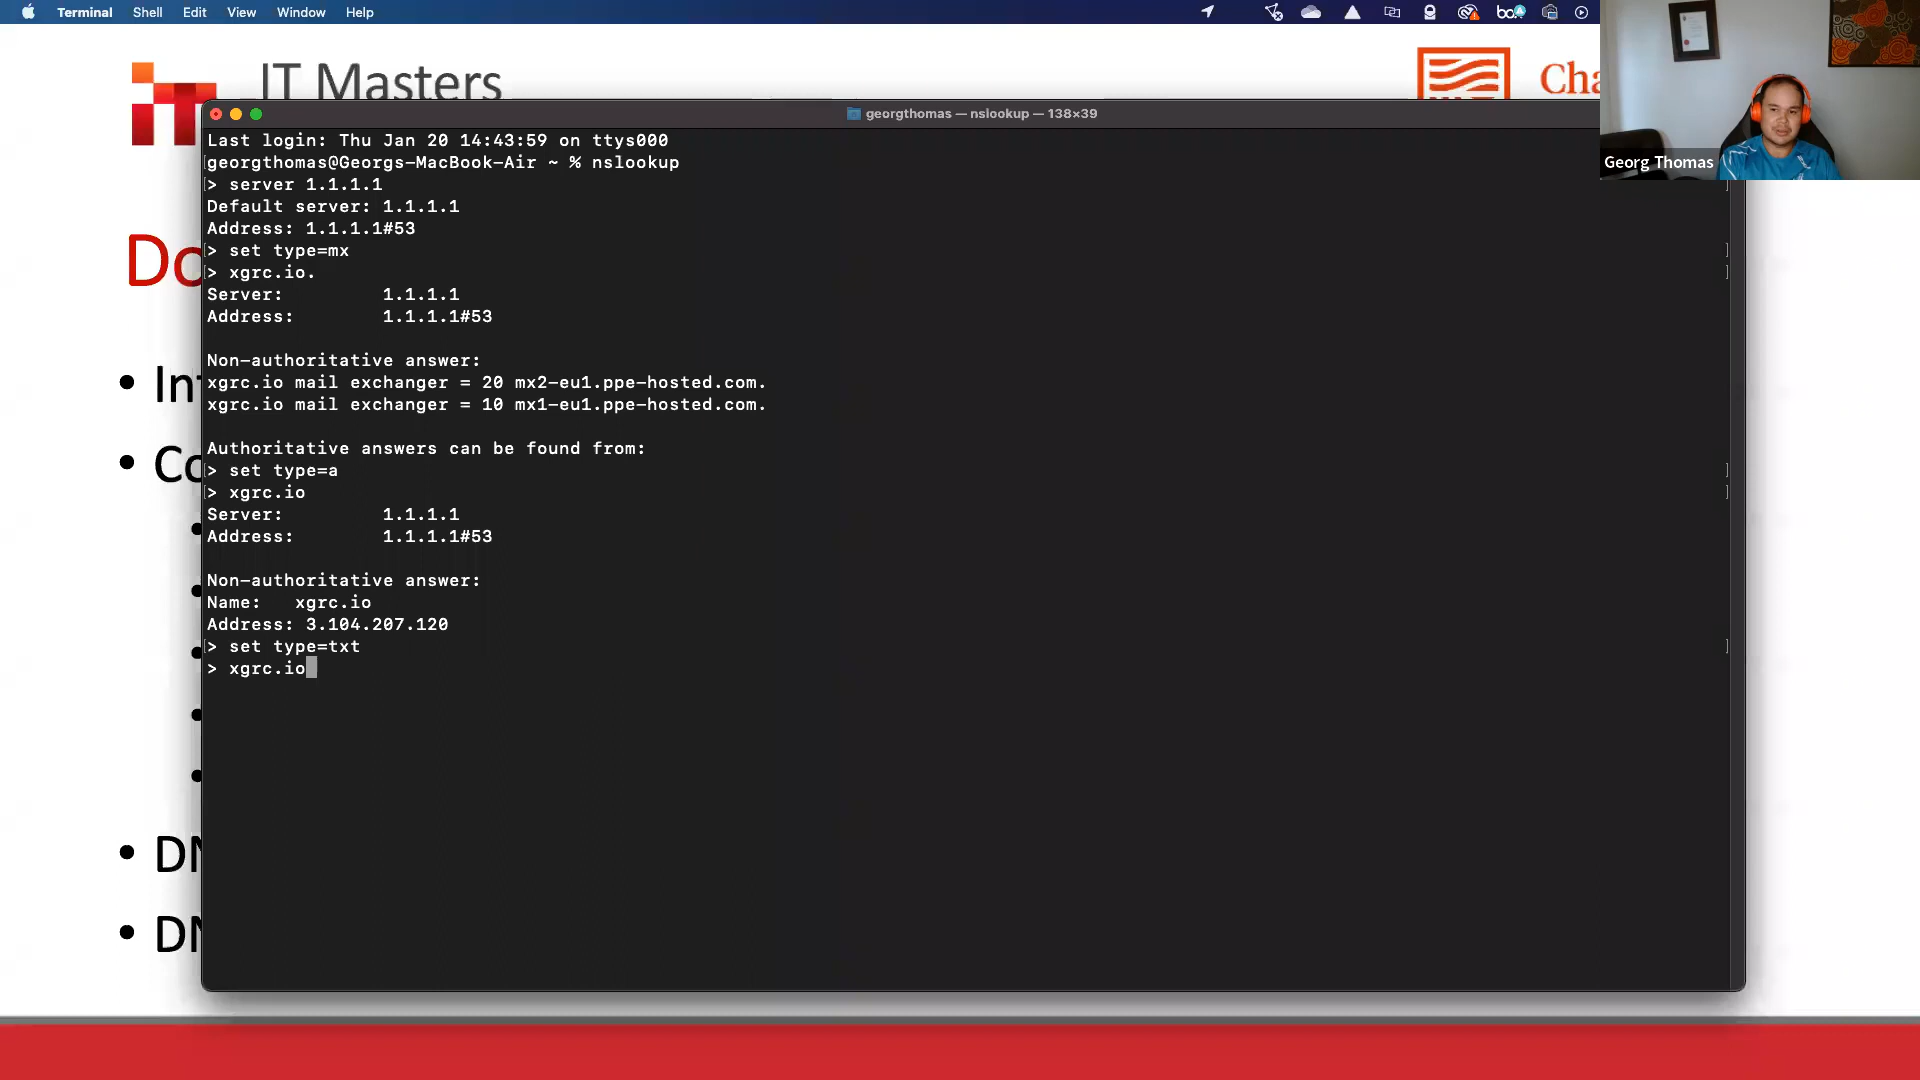 Terminal Shell Edit View Window Help
IT Masters
Cha
Georg Thomas
georgthomas — nslookup — 138×39
Last login: Thu Jan 20 14:43:59 on ttys000
georgthomas@Georgs-MacBook-Air ~ % nslookup
> server 1.1.1.1
Default server: 1.1.1.1
Address: 1.1.1.1#53
> set type=mx
> xgrc.io.
Server: 1.1.1.1
Address: 1.1.1.1#53
Non-authoritative answer:
xgrc.io mail exchanger = 20 mx2-eu1.ppe-hosted.com.
xgrc.io mail exchanger = 10 mx1-eu1.ppe-hosted.com.
Authoritative answers can be found from:
> set type=a
> xgrc.io
Server: 1.1.1.1
Address: 1.1.1.1#53
Non-authoritative answer:
Name: xgrc.io
Address: 3.104.207.120
> set type=txt
> xgrc.io
Do
• In
• Co
• DN
• DN